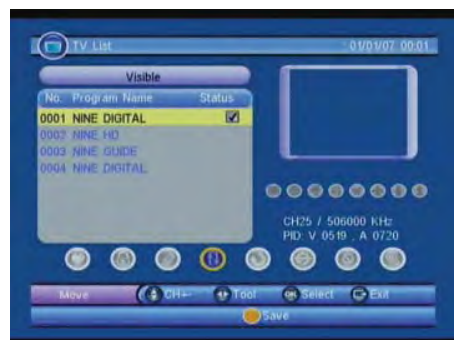 TV List 01/01/07 00:01
Visible
No. Program Name Status
0001 NINE DIGITAL
0002 NINE HD
0003 NINE GUIDE
0004 NINE DIGITAL
CH25 / 506000 KHz
PID: V 0519 , A 0720
Move CH+- Tool OK Select Exit
Save